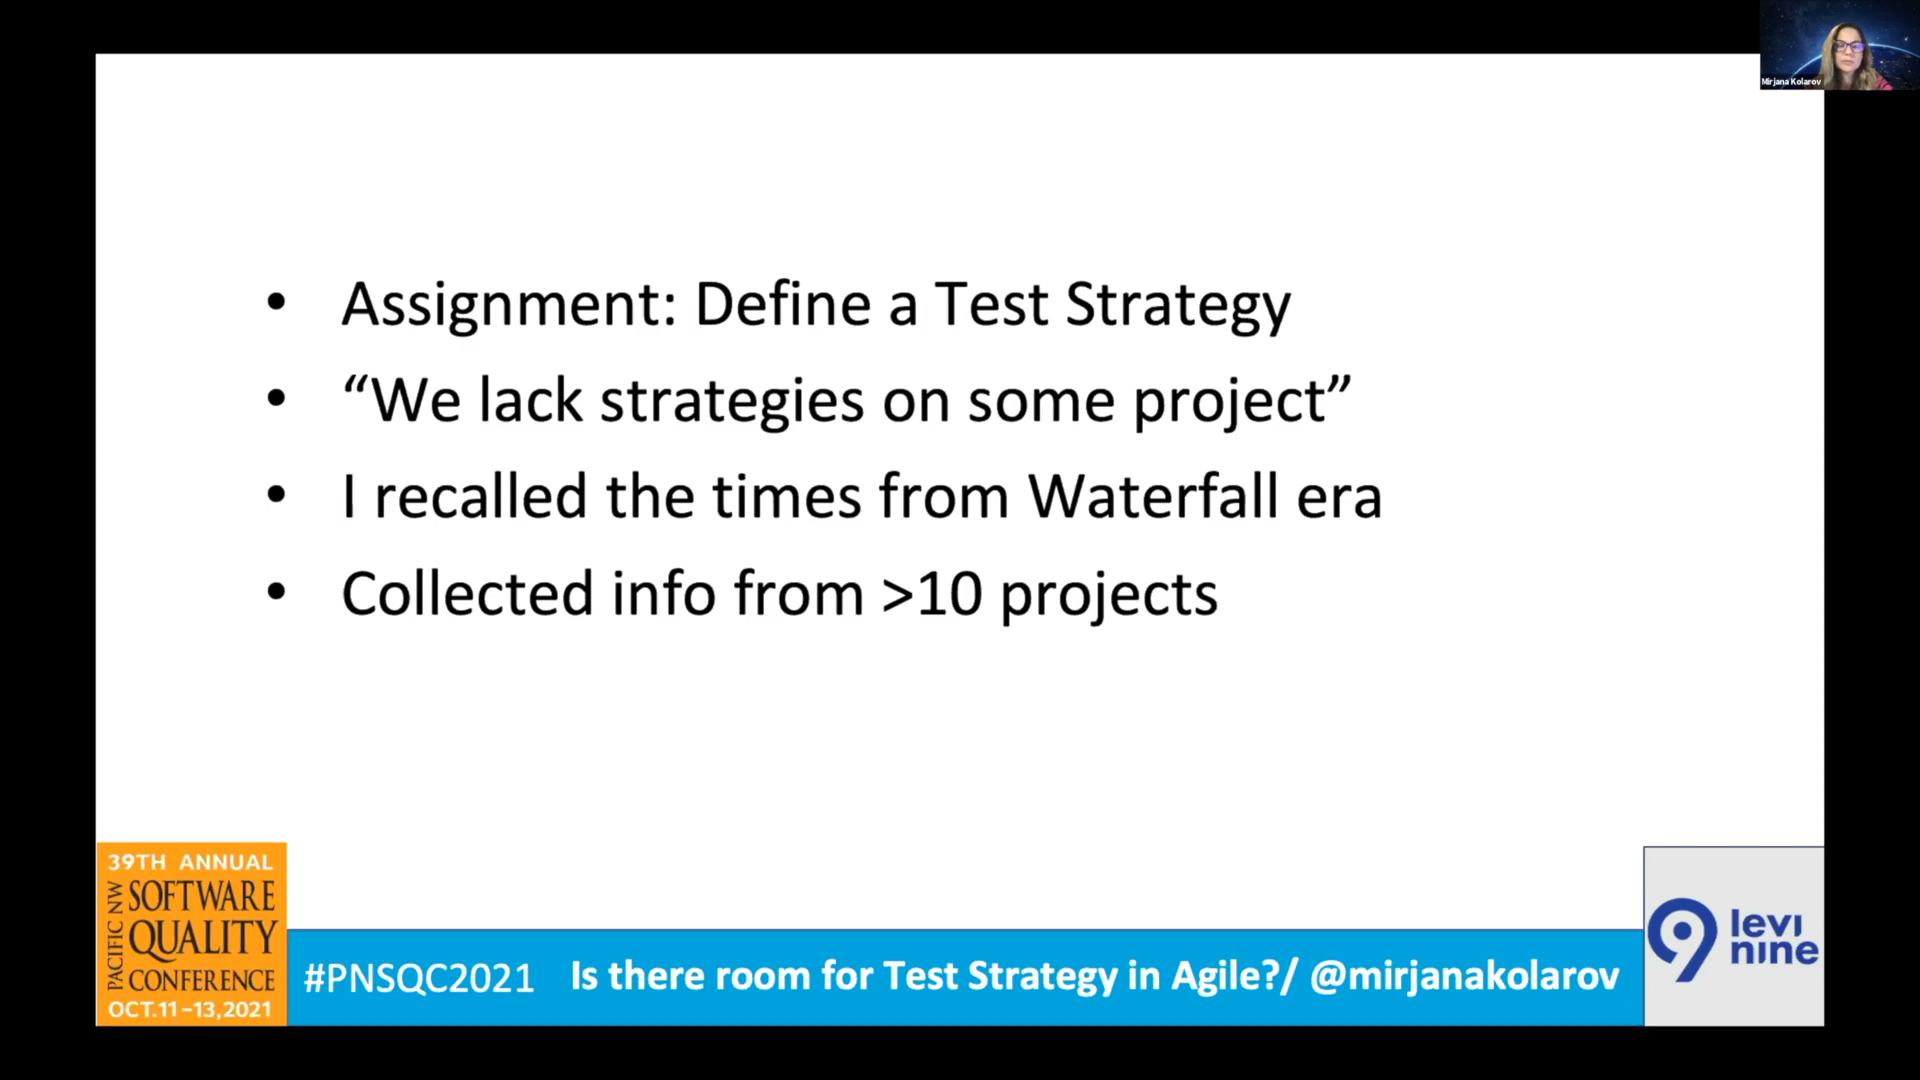 Mirjana Kolarov
• Assignment: Define a Test Strategy
• “We lack strategies on some project”
• I recalled the times from Waterfall era
• Collected info from >10 projects
39TH ANNUAL
PACIFIC NW
SOFTWARE
QUALITY
CONFERENCE
OCT.11–13,2021
#PNSQC2021 Is there room for Test Strategy in Agile?/ @mirjanakolarov
levi
nine